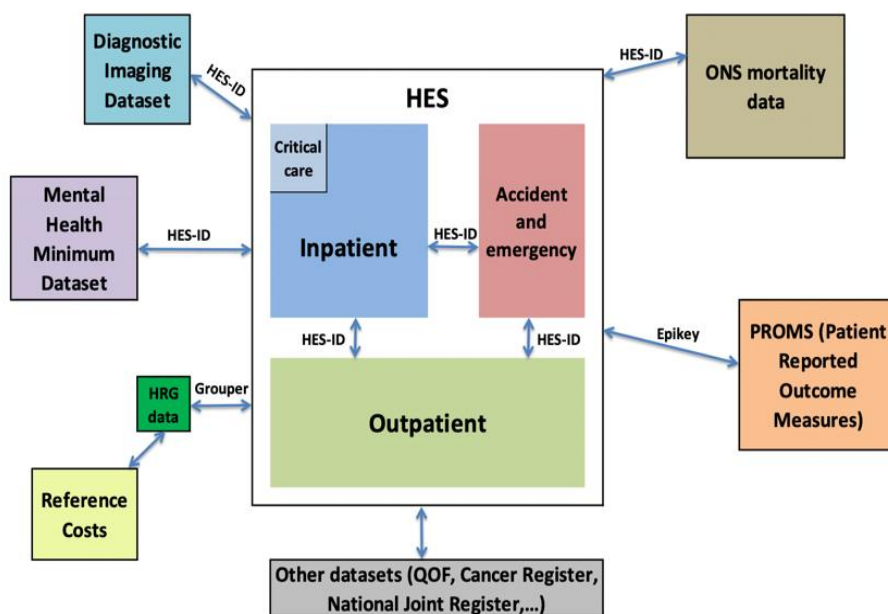 Diagnostic
Imaging
Dataset
HES-ID
HES-ID
ONS mortality
data
HES
Critical
care
Inpatient
HES-ID
Accident
and
emergency
Mental
Health
Minimum
Dataset
HES-ID
HES-ID
HES-ID
Epikey
PROMS (Patient
Reported
Outcome
Measures)
Outpatient
HRG
data
Grouper
Reference
Costs
Other datasets (QOF, Cancer Register,
National Joint Register,...)